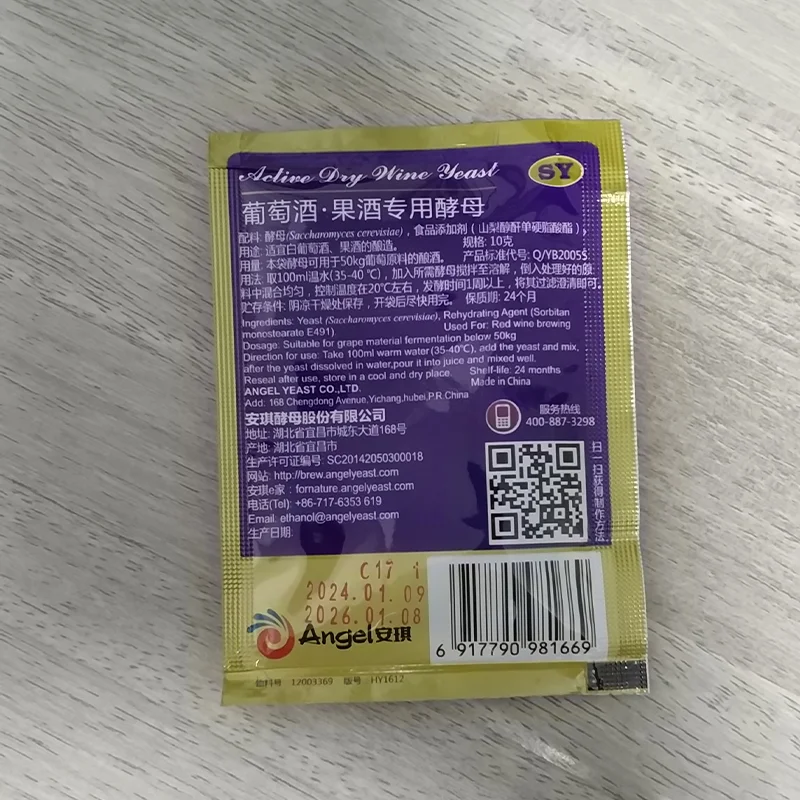 Active Dry Wine Yeast
SY
葡萄酒·果酒专用酵母
配料: 酵母(Saccharomyces cerevisiae)，食品添加剂（山梨醇酐单硬脂酸酯）,
用途: 适宜白葡萄酒、果酒的酿造。 规格: 10克
用量: 本袋酵母可用于50kg葡萄原料的酿酒。 产品标准代号: Q/YB2005S
用法: 取100ml温水(35-40 ℃)，加入所需酵母搅拌至溶解，倒入处理好的原
料中混合均匀，控制温度在20℃左右，发酵时间1周以上，将其过滤澄清即可。
贮存条件: 阴凉干燥处保存，开袋后尽快用完。 保质期: 24个月
Ingredients: Yeast (Saccharomyces cerevisiae), Rehydrating Agent (Sorbitan
monostearate E491) Used For: Red wine brewing
Dosage: Suitable for grape material fermentation below 50kg
Direction for use: Take 100ml warm water(35-40℃), add the yeast and mix,
after the yeast dissolved in water,pour it into juice and mixed well.
Reseal after use, store in a cool and dry place. Shelf-life: 24 months
ANGEL YEAST CO.,LTD. Made in China
Add: 168 Chengdong Avenue,Yichang,hubei,P.R.China
安琪酵母股份有限公司
地址: 湖北省宜昌市城东大道168号
产地: 湖北省宜昌市
生产许可证编号: SC20142050300018
网站: http://brew.angelyeast.com
安琪e家: fornature.angelyeast.com
电话(Tel): +86-717-6353 619
Email: ethanol@angelyeast.com
生产日期:
服务热线
400-887-3298
扫一扫获得制作方法
C17 1
2024.01.09
2026.01.08
Angel安琪
6 917790 981669
物料号 12003369 版号 HY1612